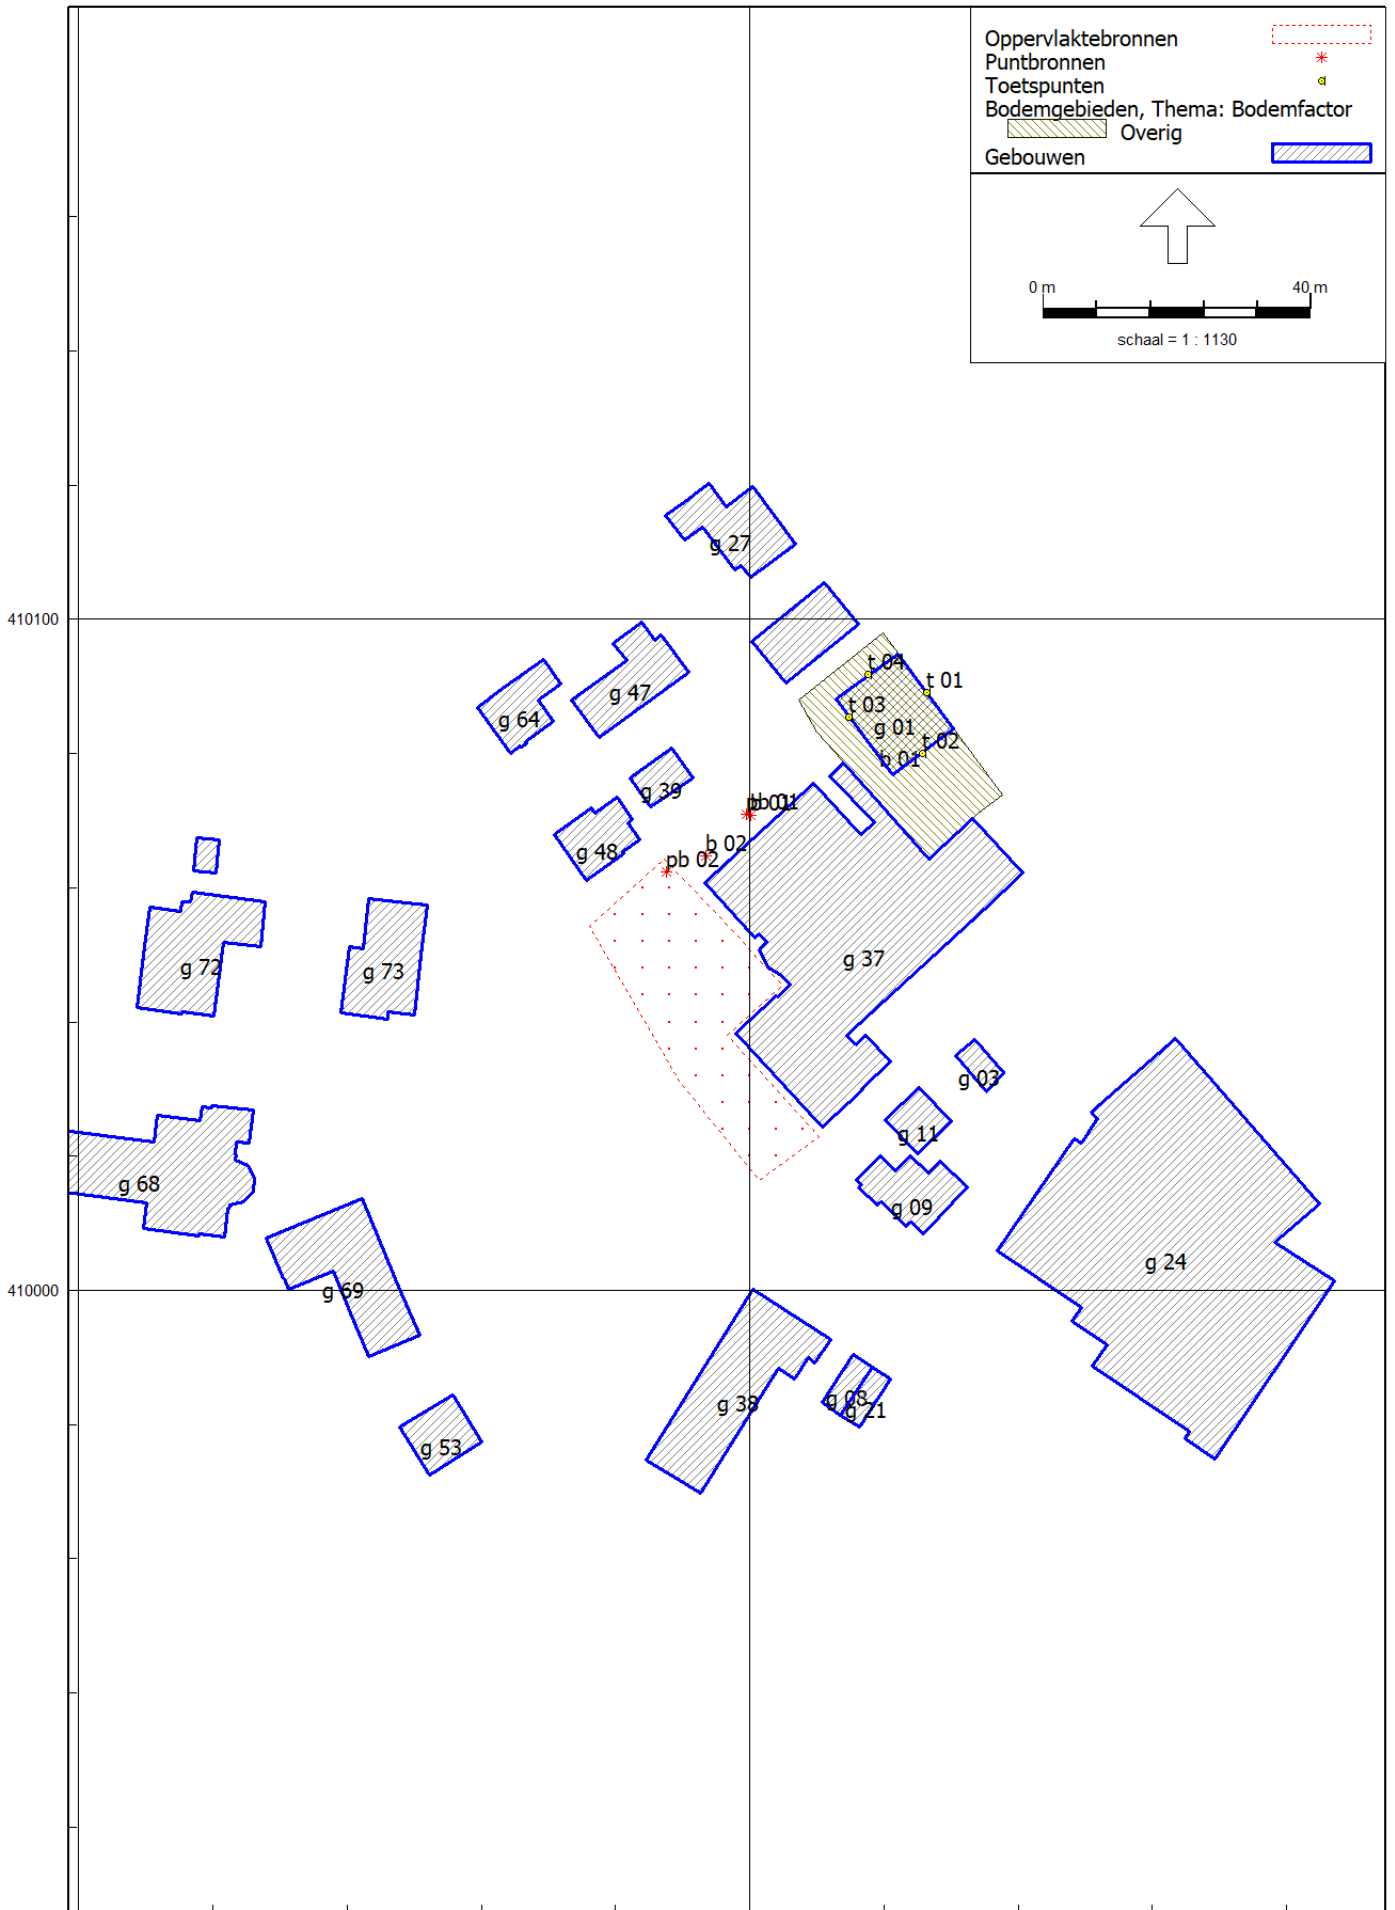 Oppervlaktebronnen
Puntbronnen
Toetspunten
Bodemgebieden, Thema: Bodemfactor
Overig
Gebouwen
0 m 40 m
schaal = 1 : 1130
g 27
410100
t 04
t 01
g 47
t 03
g 64
g 01
t 02
b 01
g 39
b 02
g 48
pb 02
g 37
g 72
g 73
g 03
g 11
g 68
g 09
g 24
410000
g 69
g 08
g 38
g 21
g 53